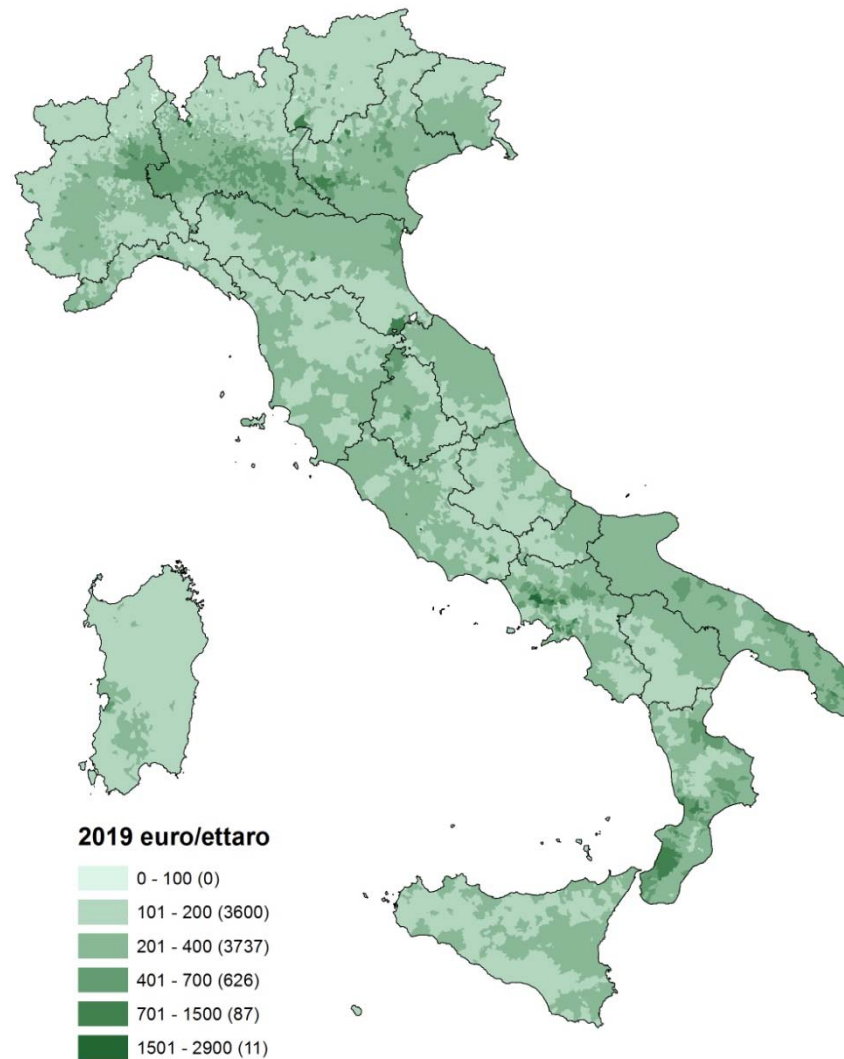 2019 euro/ettaro
0 - 100 (0)
101 - 200 (3600)
201 - 400 (3737)
401 - 700 (626)
701 - 1500 (87)
1501 - 2900 (11)